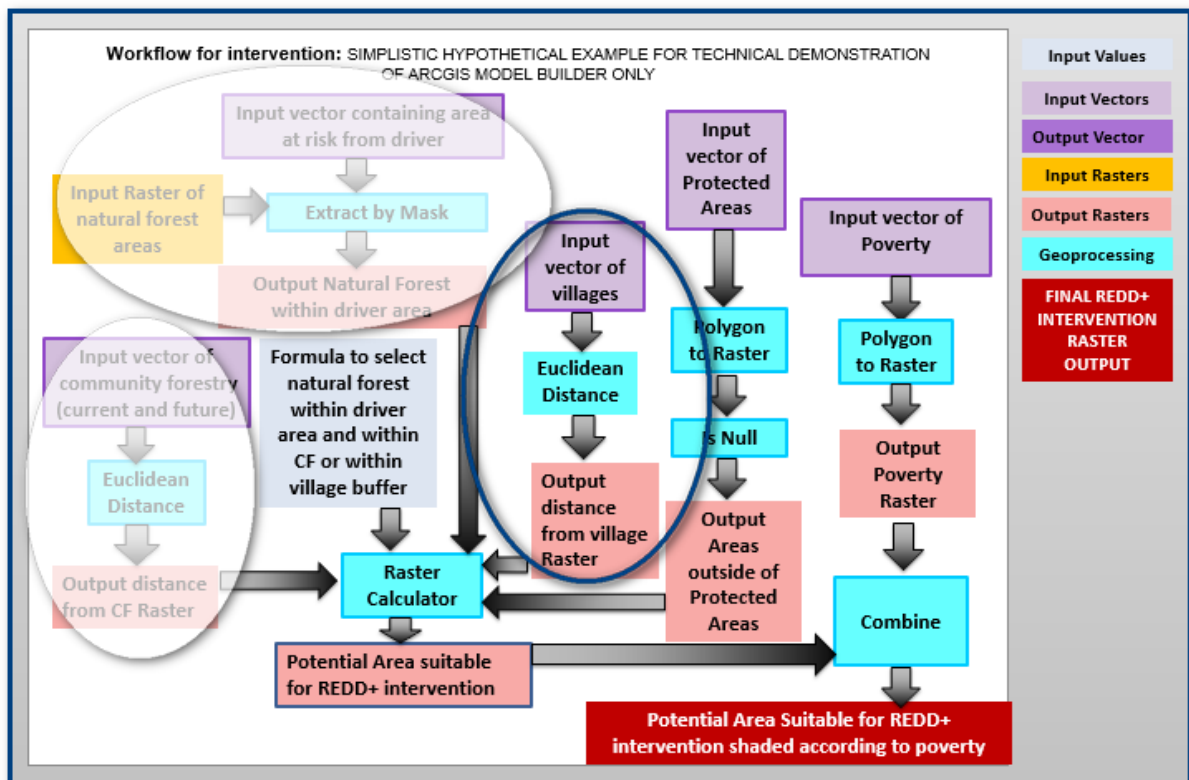 Workflow for intervention: SIMPLISTIC HYPOTHETICAL EXAMPLE FOR TECHNICAL DEMONSTRATION
OF ARCGIS MODEL BUILDER ONLY
Input vector containing area
at risk from driver
Input Raster of
natural forest
areas
Extract by Mask
Output Natural Forest
within driver area
Input vector of
community forestry
(current and future)
Euclidean
Distance
Output distance
from CF Raster
Formula to select
natural forest
within driver
area and within
CF or within
village buffer
Raster
Calculator
Potential Area suitable
for REDD+ intervention
Input
vector of
villages
Euclidean
Distance
Output
distance
from village
Raster
Input
vector of
Protected
Areas
Polygon
to Raster
Is Null
Output
Areas
outside of
Protected
Areas
Input vector of
Poverty
Polygon
to Raster
Output
Poverty
Raster
Combine
Potential Area Suitable for REDD+
intervention shaded according to poverty
Input Values
Input Vectors
Output Vector
Input Rasters
Output Rasters
Geoprocessing
FINAL REDD+
INTERVENTION
RASTER
OUTPUT